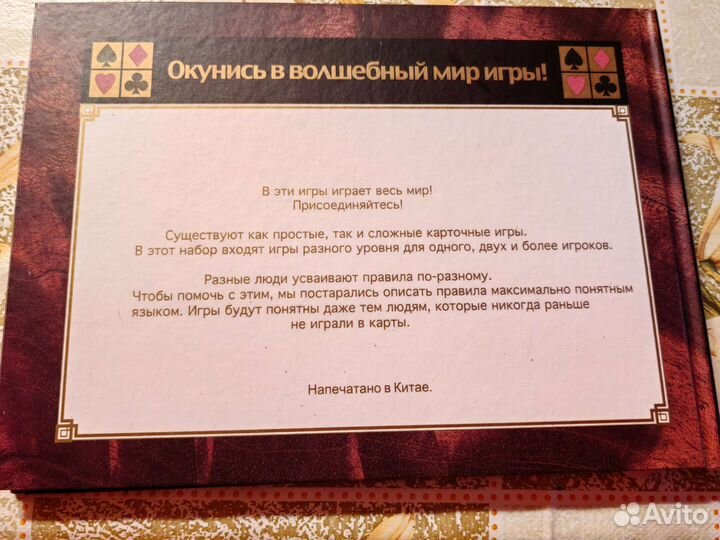 Окунись в волшебный мир игры!
В эти игры играет весь мир!
Присоединяйтесь!
Существуют как простые, так и сложные карточные игры.
В этот набор входят игры разного уровня для одного, двух и более игроков.
Разные люди усваивают правила по-разному.
Чтобы помочь с этим, мы постарались описать правила максимально понятным
языком. Игры будут понятны даже тем людям, которые никогда раньше
не играли в карты.
Напечатано в Китае.
Avito